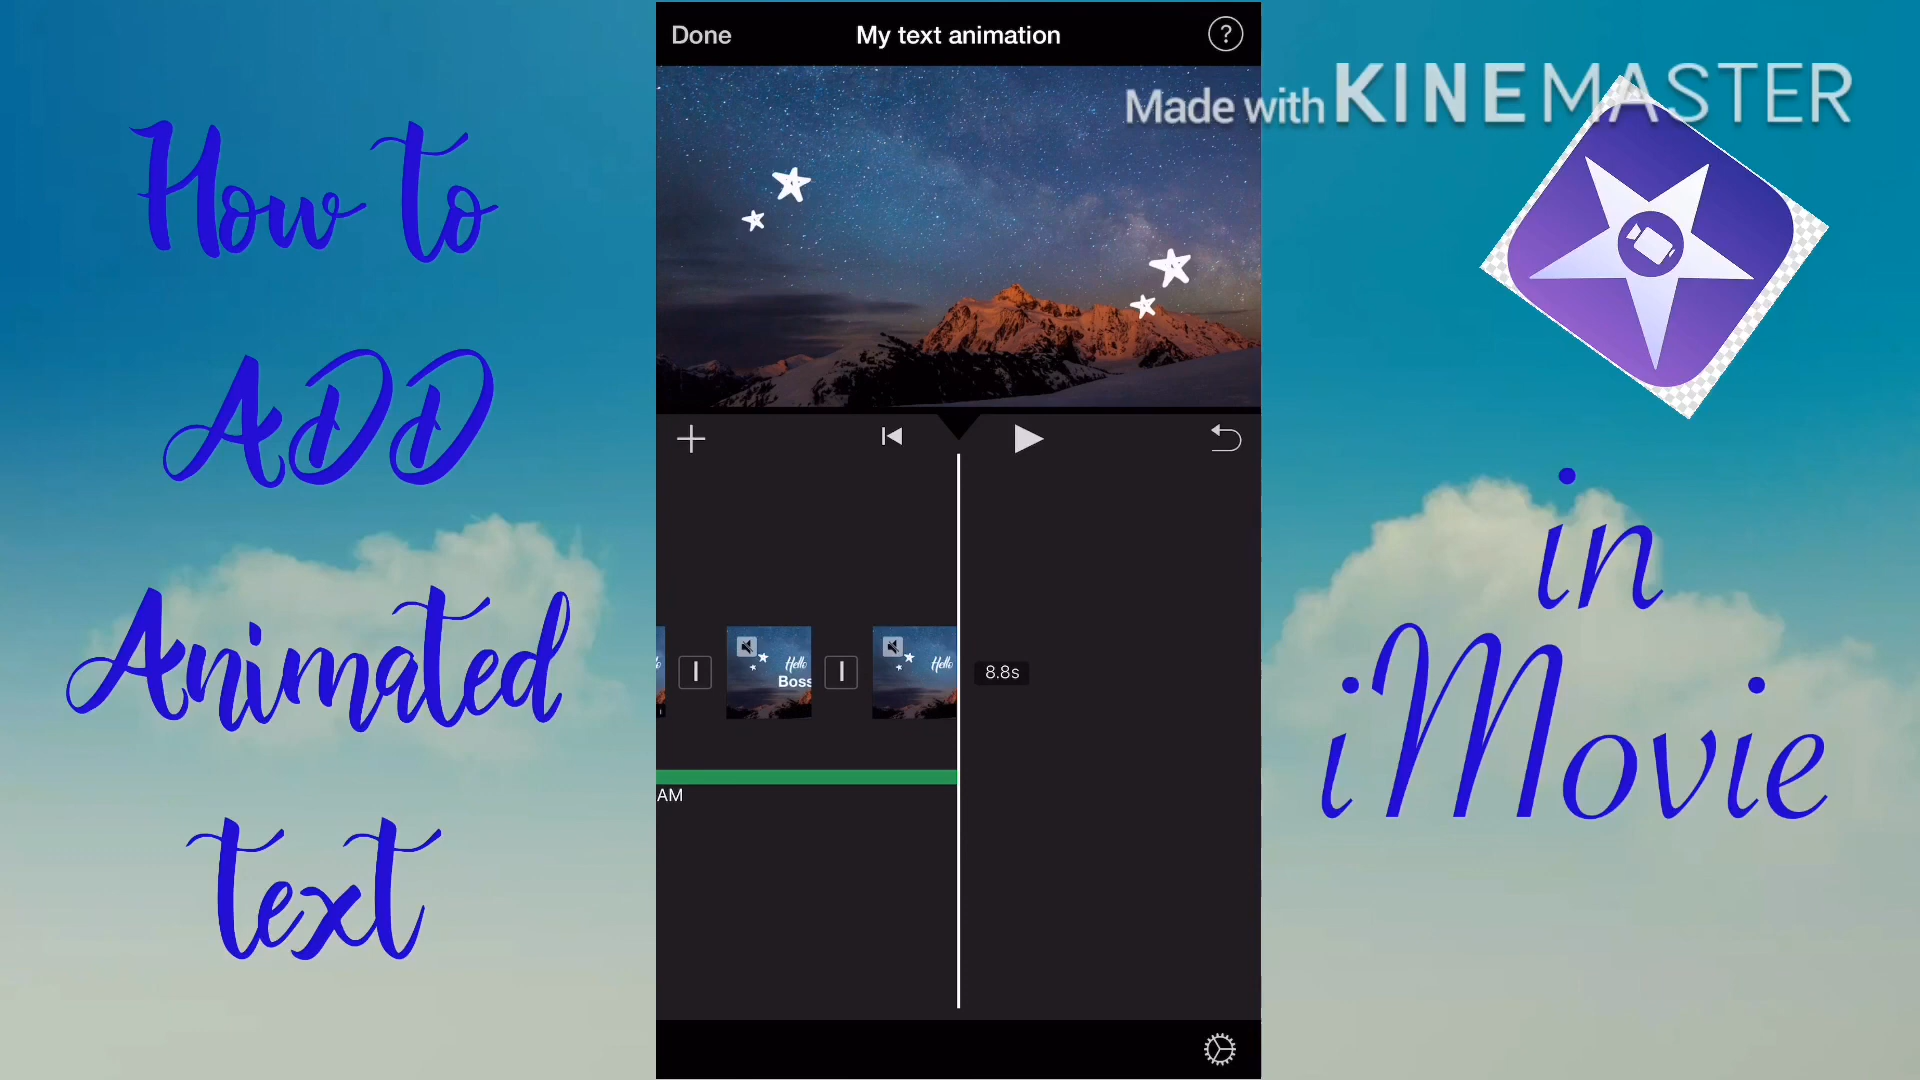 Done
My text animation
?
Made with KINEMASTER
How to
ADD
Animated
text
in
iMovie
Hello
Boss
Hello
8.8s
AM